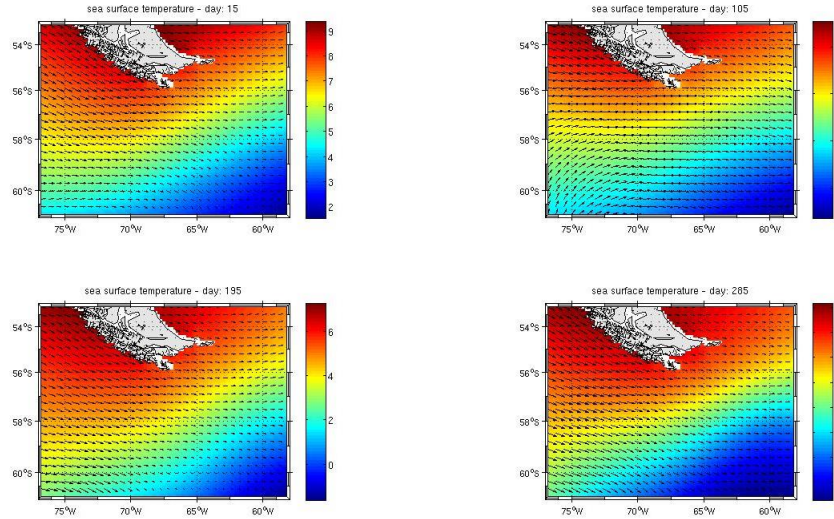 sea surface temperature - day: 15
54°S
56°S
58°S
60°S
75°W
70°W
65°W
60°W
9
8
7
6
5
4
3
2
sea surface temperature - day: 105
54°S
56°S
58°S
60°S
75°W
70°W
65°W
60°W
sea surface temperature - day: 195
54°S
56°S
58°S
60°S
75°W
70°W
65°W
60°W
6
4
2
0
sea surface temperature - day: 285
54°S
56°S
58°S
60°S
75°W
70°W
65°W
60°W